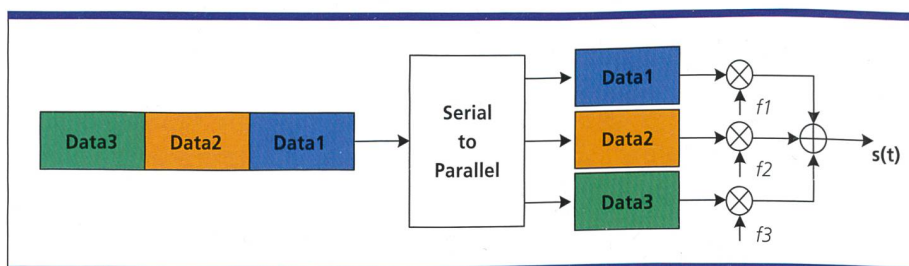 Data3 Data2 Data1
Serial
to
Parallel
Data1
f1
Data2
f2
s(t)
Data3
f3